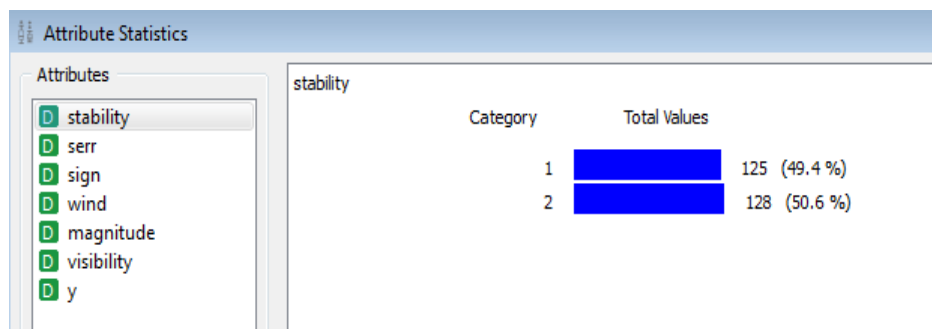 Attribute Statistics
Attributes
D stability
D serr
D sign
D wind
D magnitude
D visibility
D y
stability
Category Total Values
1 125 (49.4 %)
2 128 (50.6 %)